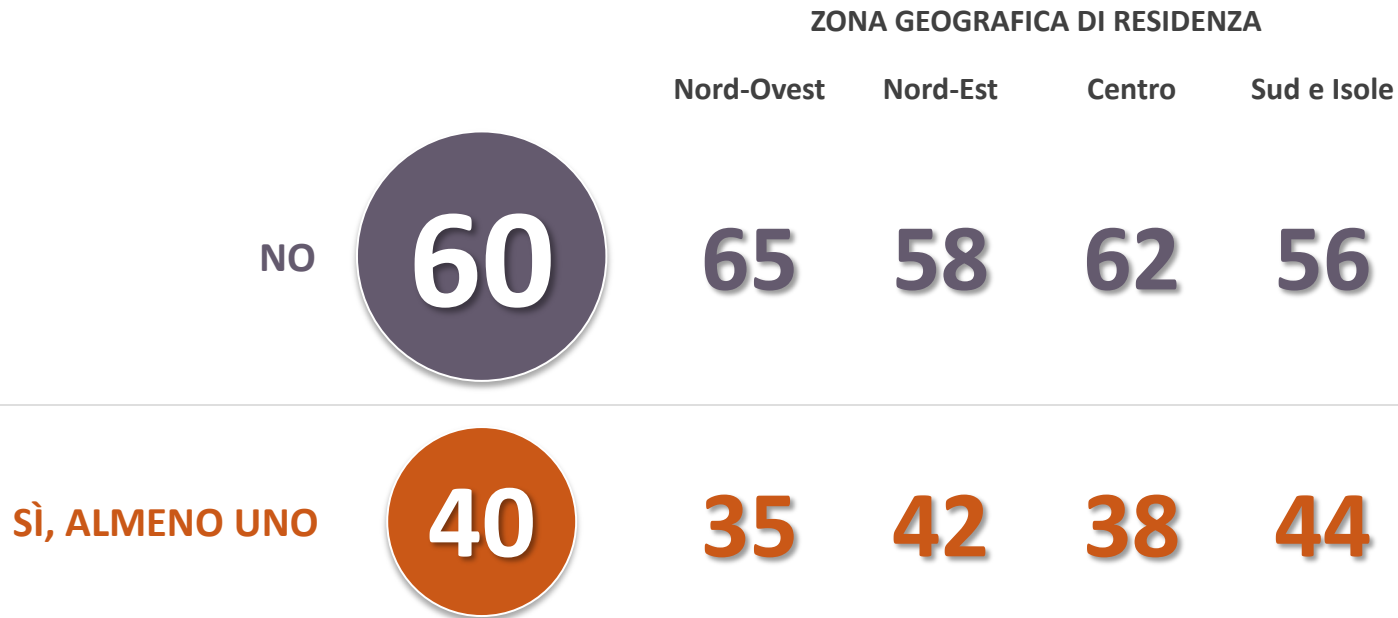 ZONA GEOGRAFICA DI RESIDENZA
Nord-Ovest Nord-Est Centro Sud e Isole
NO 60 65 58 62 56
SÌ, ALMENO UNO 40 35 42 38 44